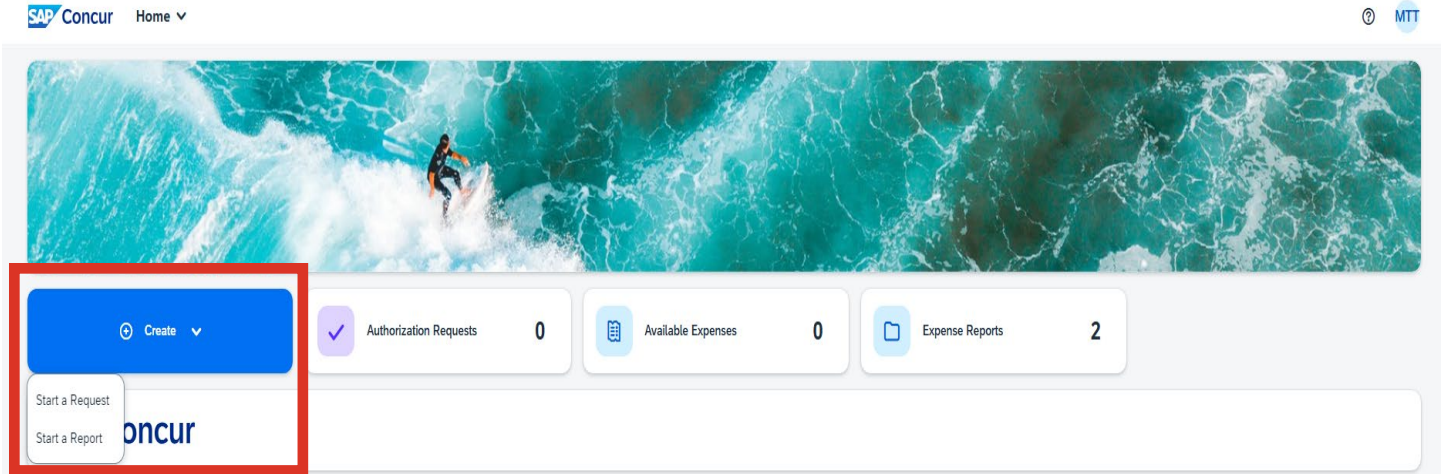 SAP Concur Home
MTT
Create
Authorization Requests 0
Available Expenses 0
Expense Reports 2
Start a Request
Start a Report
oncur